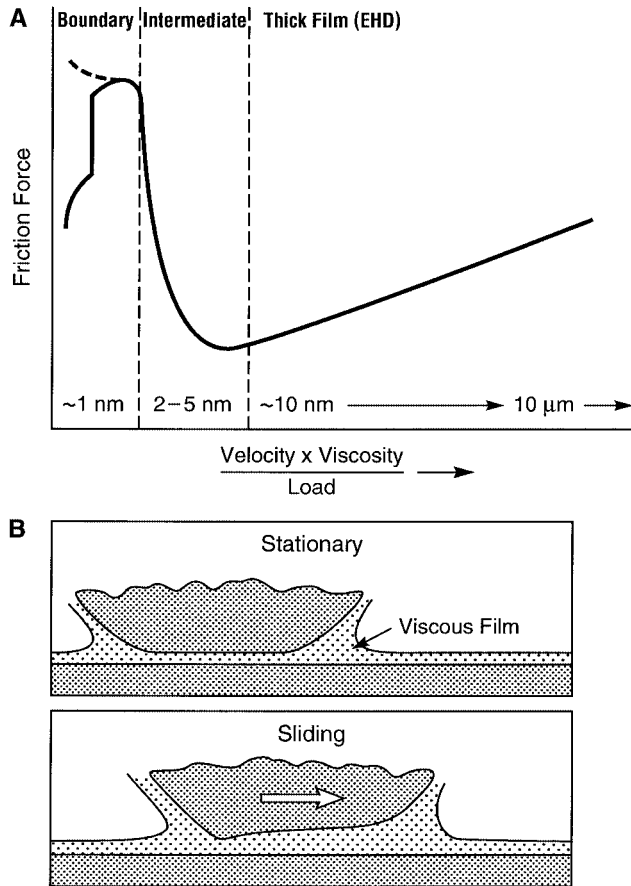 A
Boundary Intermediate Thick Film (EHD)
Friction Force
~1 nm 2–5 nm ~10 nm 10 μm
Velocity x Viscosity
Load
B
Stationary
Viscous Film
Sliding